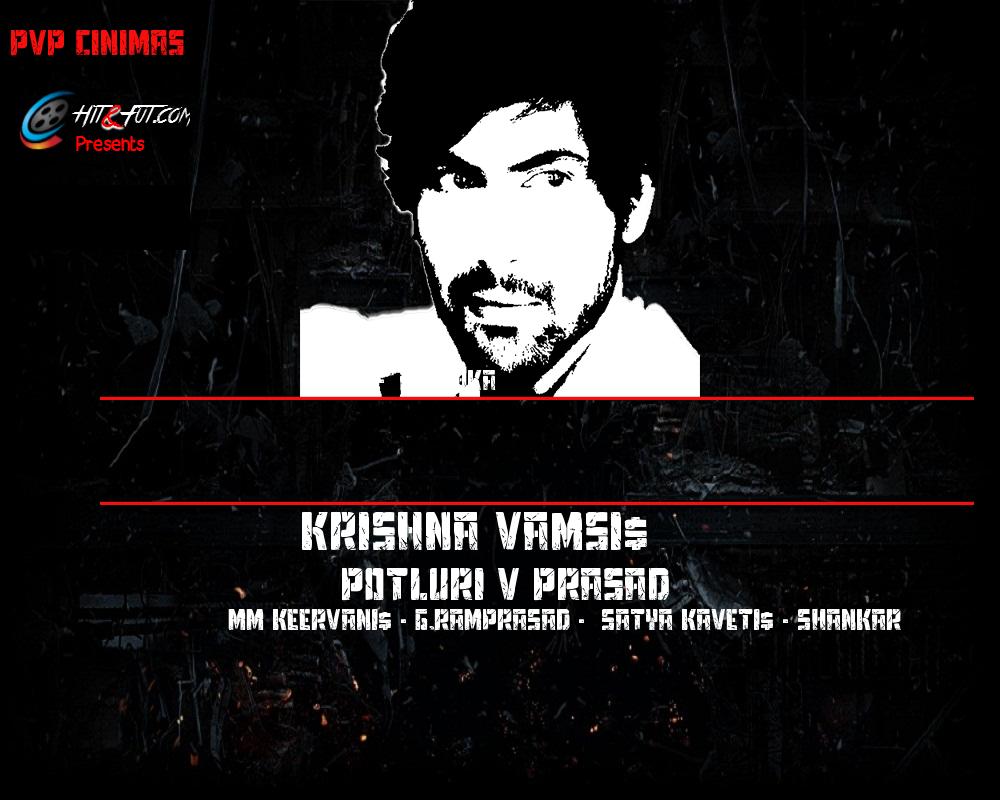 PVP CINIMAS
HIT&FUT.COM
Presents
KRISHNA VAMSI$
POTLURI V PRASAD
MM KEERVANI$ - G.RAMPRASAD - SATYA KAVETI$ - SHANKAR